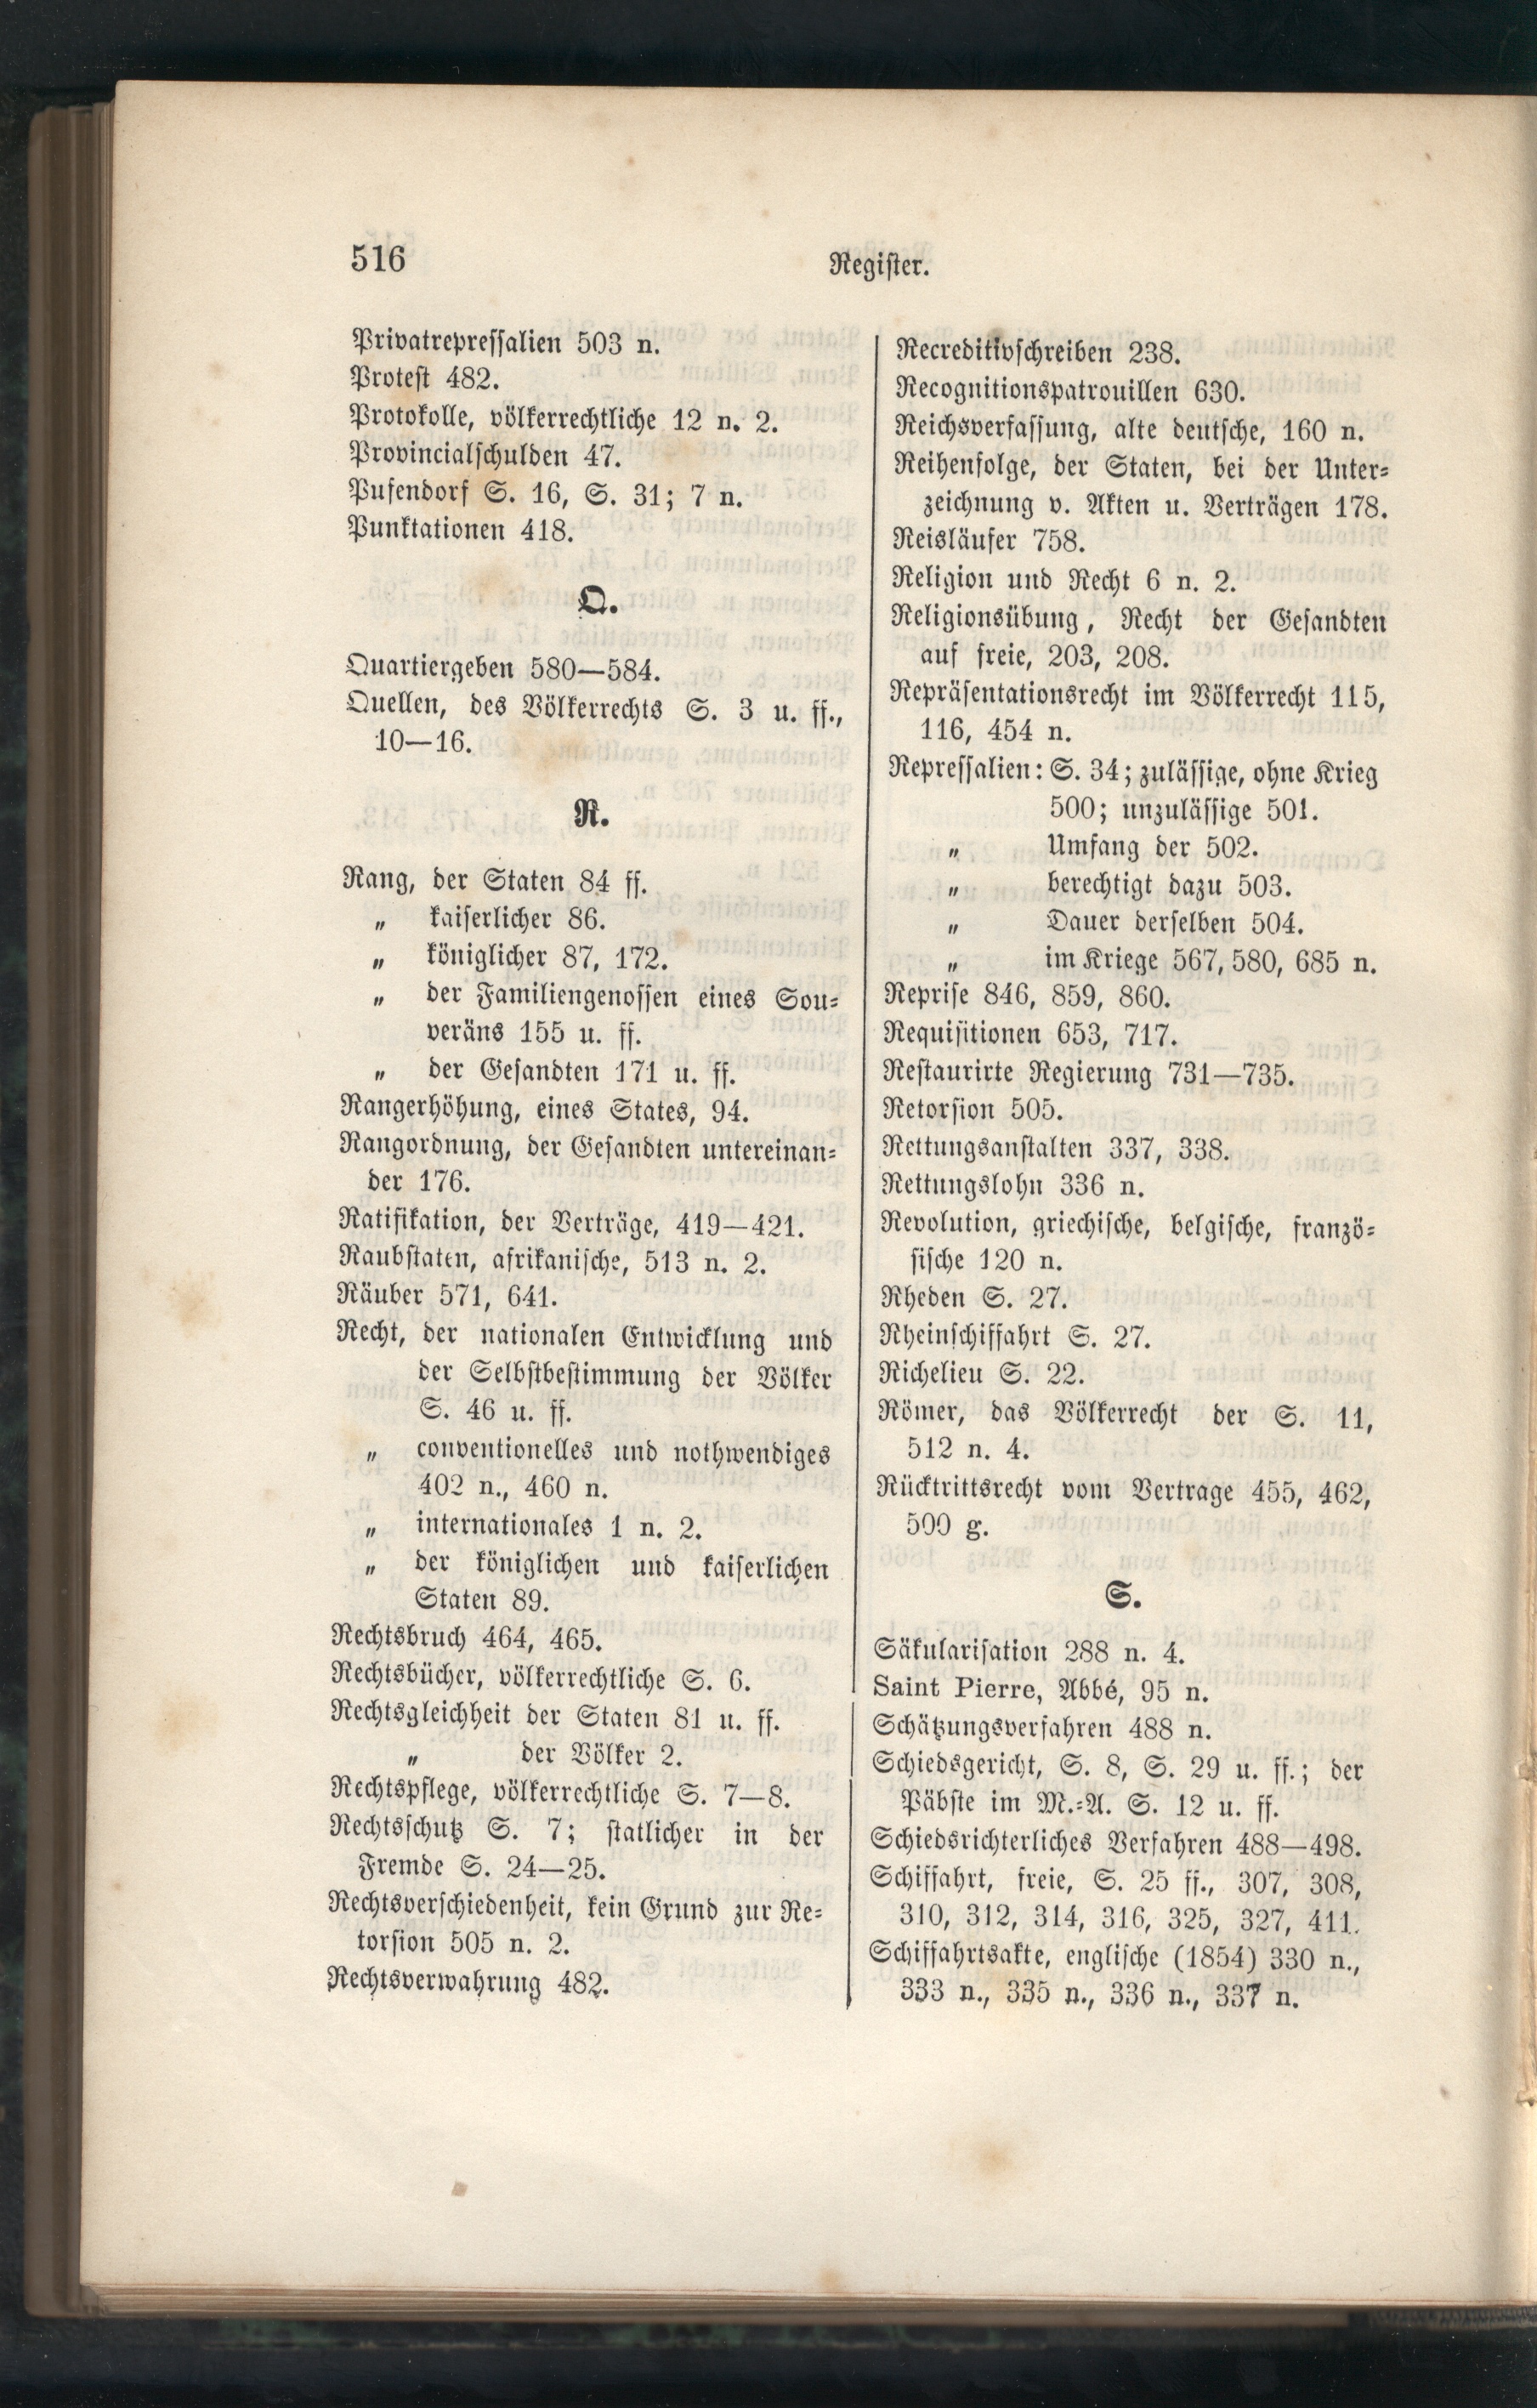 516
Register.
Privatrepressalien 503 n.
Protest 482.
Protokolle, völkerrechtliche 12 n. 2.
Provincialschulden 47.
Pufendorf S. 16, S. 31; 7 n.
Punktationen 418.
Q.
Quartiergeben 580—584.
Quellen, des Völkerrechts S. 3 u. ff.,
10—16.
R.
Rang, der Staten 84 ff.
„ kaiserlicher 86.
„ königlicher 87, 172.
„ der Familiengenossen eines Sou-
veräns 155 u. ff.
„ der Gesandten 171 u. ff.
Rangerhöhung, eines States, 94.
Rangordnung, der Gesandten untereinan-
der 176.
Ratifikation, der Verträge, 419—421.
Raubstaten, afrikanische, 513 n. 2.
Räuber 571, 641.
Recht, der nationalen Entwicklung und
der Selbstbestimmung der Völker
S. 46 u. ff.
„ conventionelles und nothwendiges
402 n., 460 n.
„ internationales 1 n. 2.
„ der königlichen und kaiserlichen
Staten 89.
Rechtsbruch 464, 465.
Rechtsbücher, völkerrechtliche S. 6.
Rechtsgleichheit der Staten 81 u. ff.
„ der Völker 2.
Rechtspflege, völkerrechtliche S. 7—8.
Rechtsschutz S. 7; statlicher in der
Fremde S. 24—25.
Rechtsverschiedenheit, kein Grund zur Re-
torsion 505 n. 2.
Rechtsverwahrung 482.
Recreditivschreiben 238.
Recognitionspatrouillen 630.
Reichsverfassung, alte deutsche, 160 n.
Reihenfolge, der Staten, bei der Unter-
zeichnung v. Akten u. Verträgen 178.
Reisläufer 758.
Religion und Recht 6 n. 2.
Religionsübung, Recht der Gesandten
auf freie, 203, 208.
Repräsentationsrecht im Völkerrecht 115,
116, 454 n.
Repressalien: S. 34; zulässige, ohne Krieg
500; unzulässige 501.
„ Umfang der 502.
„ berechtigt dazu 503.
„ Dauer derselben 504.
„ im Kriege 567, 580, 685 n.
Reprise 846, 859, 860.
Requisitionen 653, 717.
Restaurirte Regierung 731—735.
Retorsion 505.
Rettungsanstalten 337, 338.
Rettungslohn 336 n.
Revolution, griechische, belgische, franzö-
sische 120 n.
Rheden S. 27.
Rheinschiffahrt S. 27.
Richelieu S. 22.
Römer, das Völkerrecht der S. 11,
512 n. 4.
Rücktrittsrecht vom Vertrage 455, 462,
500 g.
S.
Säkularisation 288 n. 4.
Saint Pierre, Abbé, 95 n.
Schätzungsverfahren 488 n.
Schiedsgericht, S. 8, S. 29 u. ff.; der
Päbste im M.-A. S. 12 u. ff.
Schiedsrichterliches Verfahren 488—498.
Schiffahrt, freie, S. 25 ff., 307, 308,
310, 312, 314, 316, 325, 327, 411.
Schiffahrtsakte, englische (1854) 330 n.,
333 n., 335 n., 336 n., 337 n.